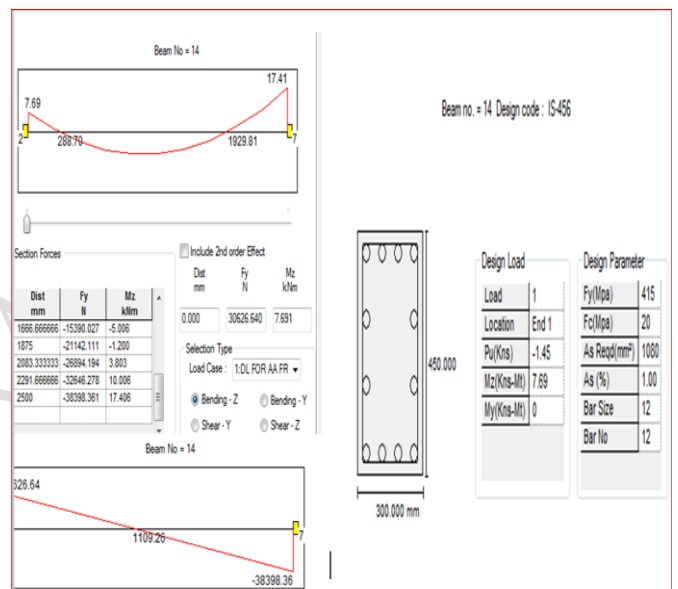 Beam No = 14
17.41
7.69
2
288.70
1929.81
7
Section Forces
Dist Fy Mz
mm N kNm
1666.666666 -15390.027 -5.006
1875 -21142.111 -1.200
2083.333333 -26894.194 3.803
2291.666666 -32646.278 10.006
2500 -38398.361 17.406
Include 2nd order Effect
Dist Fy Mz
mm N kNm
0.000 30626.640 7.691
Selection Type
Load Case : 1:DL FOR AA FR
Bending - Z Bending - Y
Shear - Y Shear - Z
Beam No = 14
626.64
1109.26
7
-38398.36
Beam no. = 14 Design code : IS-456
450.000
300.000 mm
Design Load
Load 1
Location End 1
Pu(Kns) -1.45
Mz(Kns-Mt) 7.69
My(Kns-Mt) 0
Design Parameter
Fy(Mpa) 415
Fc(Mpa) 20
As Reqd(mm²) 1080
As (%) 1.00
Bar Size 12
Bar No 12